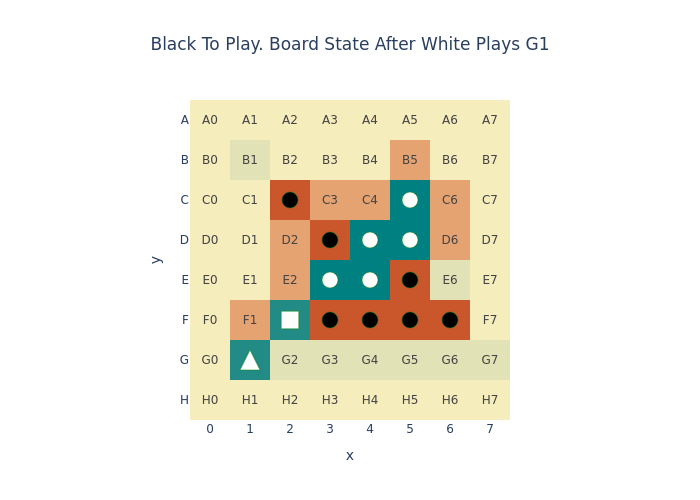 Black To Play. Board State After White Plays G1
A A0 A1 A2 A3 A4 A5 A6 A7
B B0 B1 B2 B3 B4 B5 B6 B7
C C0 C1 C3 C4 C6 C7
D D0 D1 D2 D6 D7
y
E E0 E1 E2 E6 E7
F F0 F1 F7
G G0 G2 G3 G4 G5 G6 G7
H H0 H1 H2 H3 H4 H5 H6 H7
0 1 2 3 4 5 6 7
x